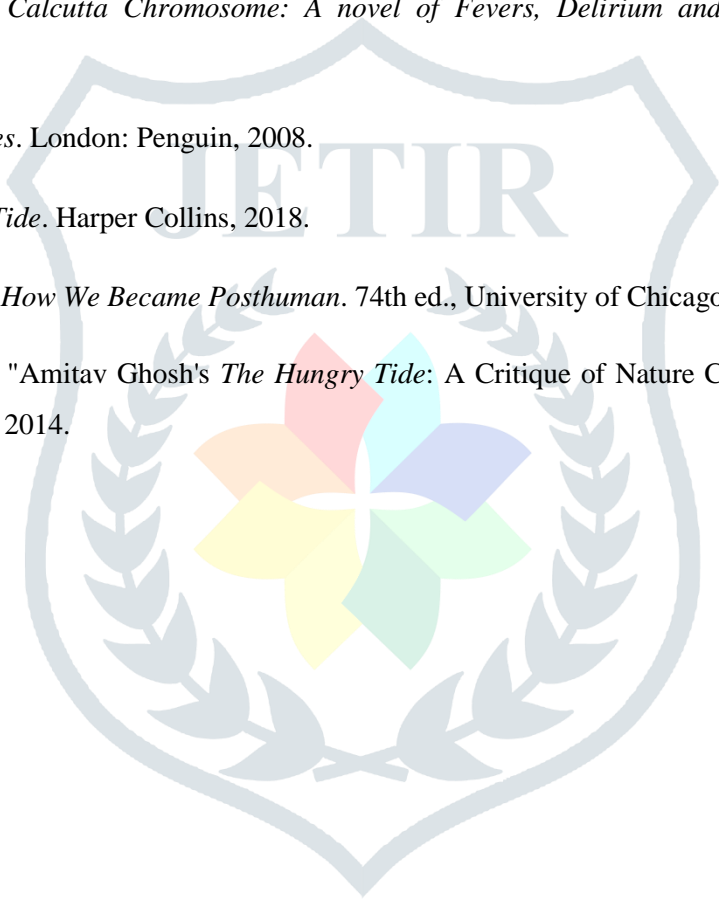 Calcutta Chromosome: A novel of Fevers, Delirium and
es. London: Penguin, 2008.
Tide. Harper Collins, 2018.
How We Became Posthuman. 74th ed., University of Chicago
"Amitav Ghosh's The Hungry Tide: A Critique of Nature C
2014.
JETIR